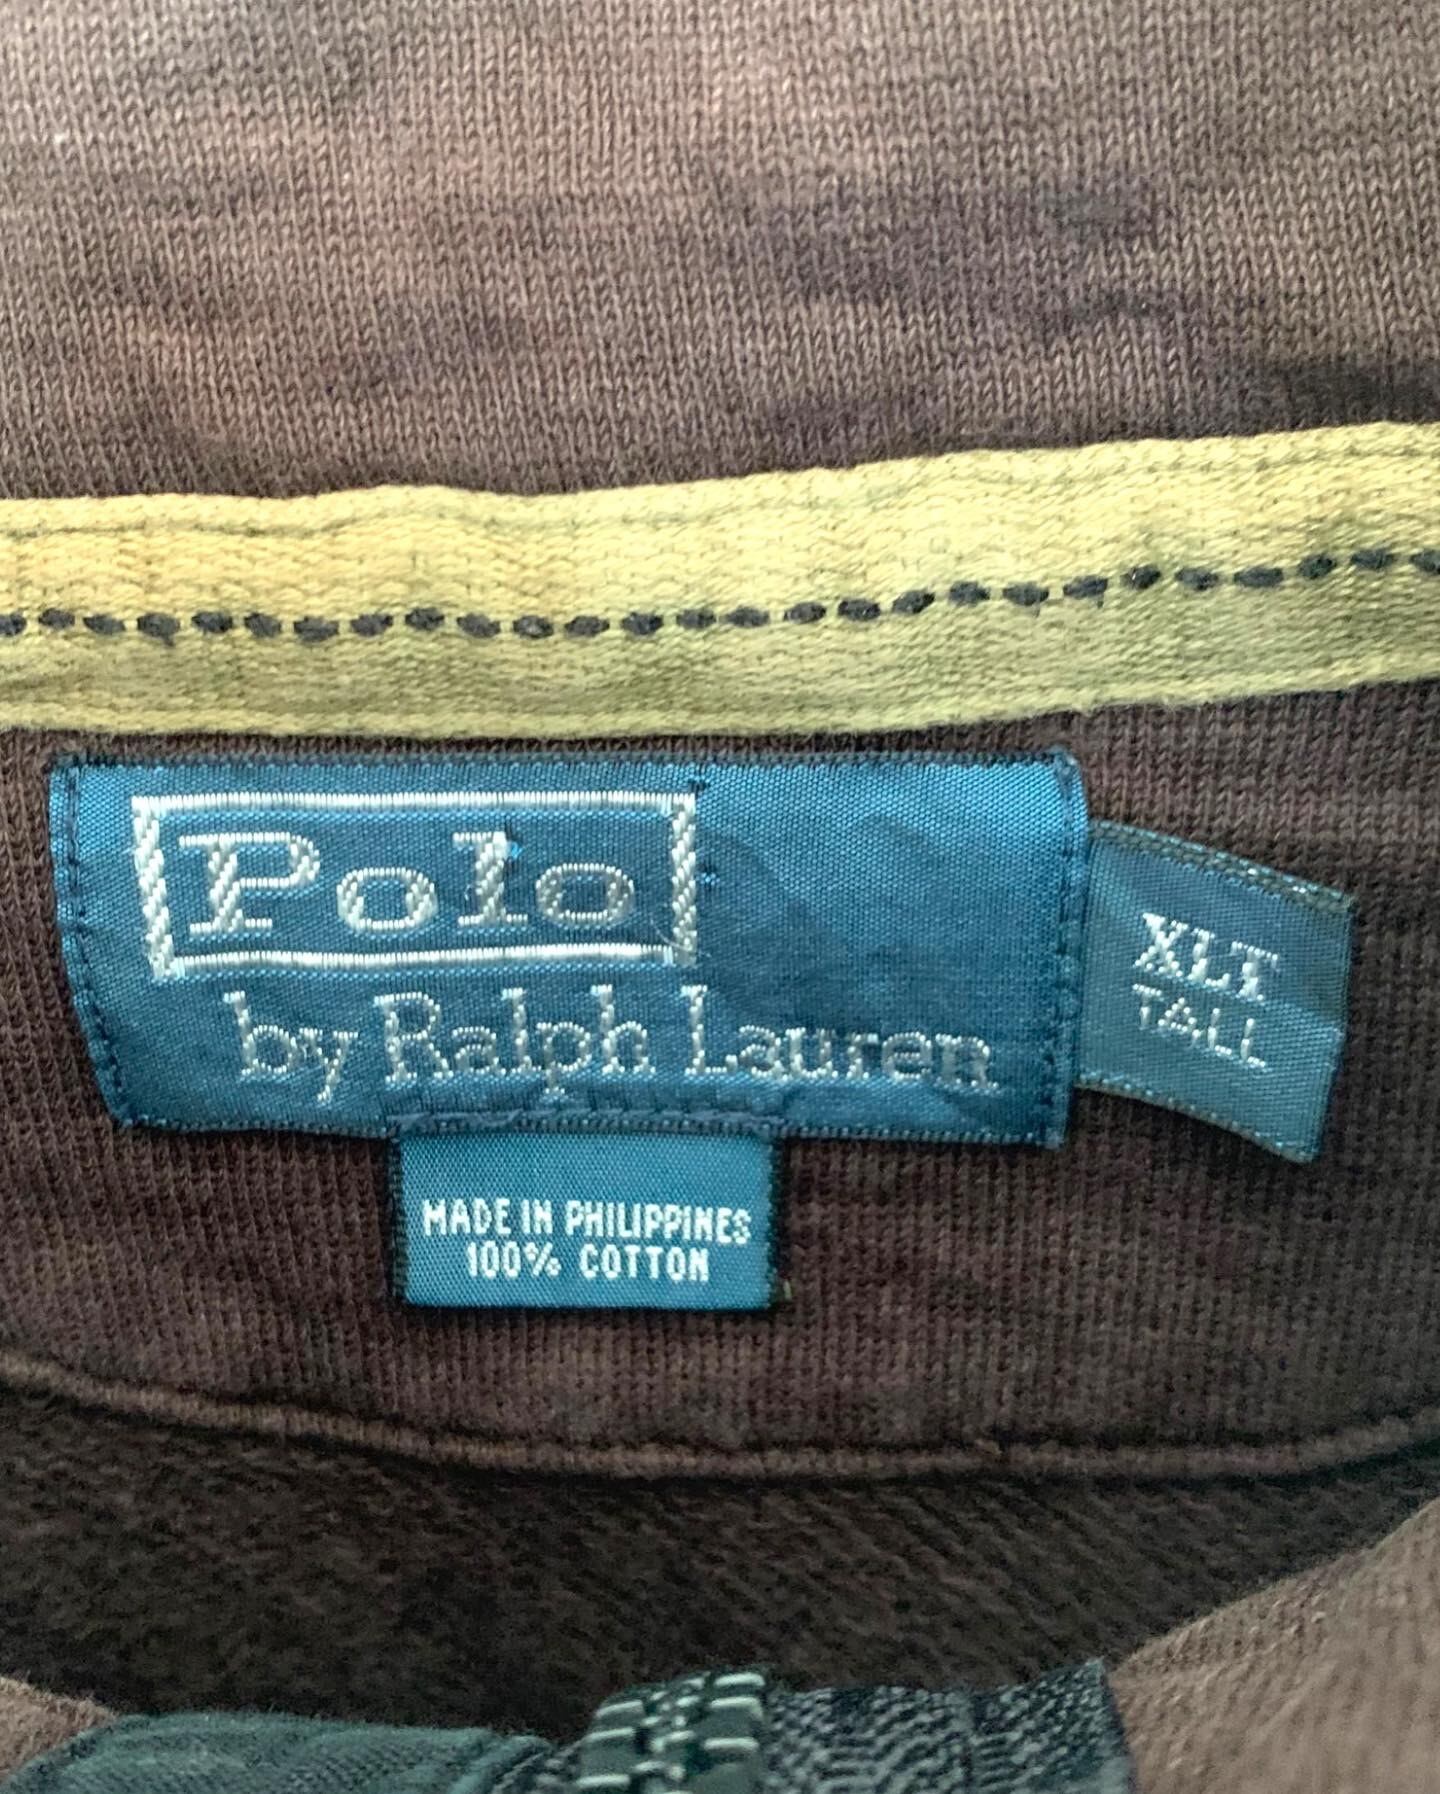 Polo
by Ralph Lauren
XLT
TALL
MADE IN PHILIPPINES
100% COTTON